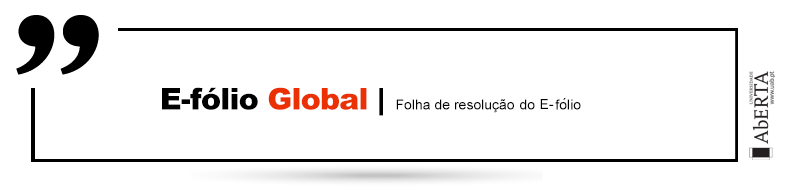 E-fólio Global | Folha de resolução do E-fólio
UNIVERSIDADE
AbERTA
www.uab.pt